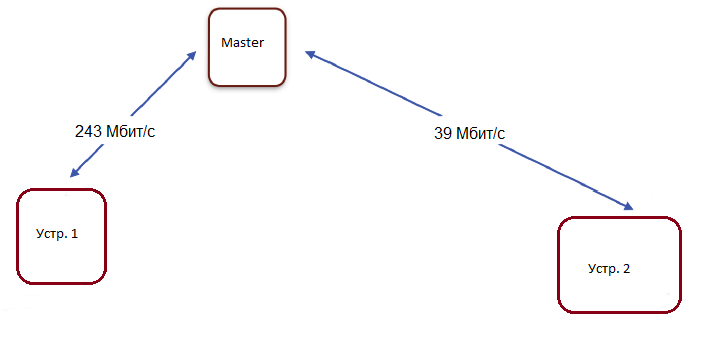 Master
243 Мбит/с
39 Мбит/с
Устр. 1
Устр. 2